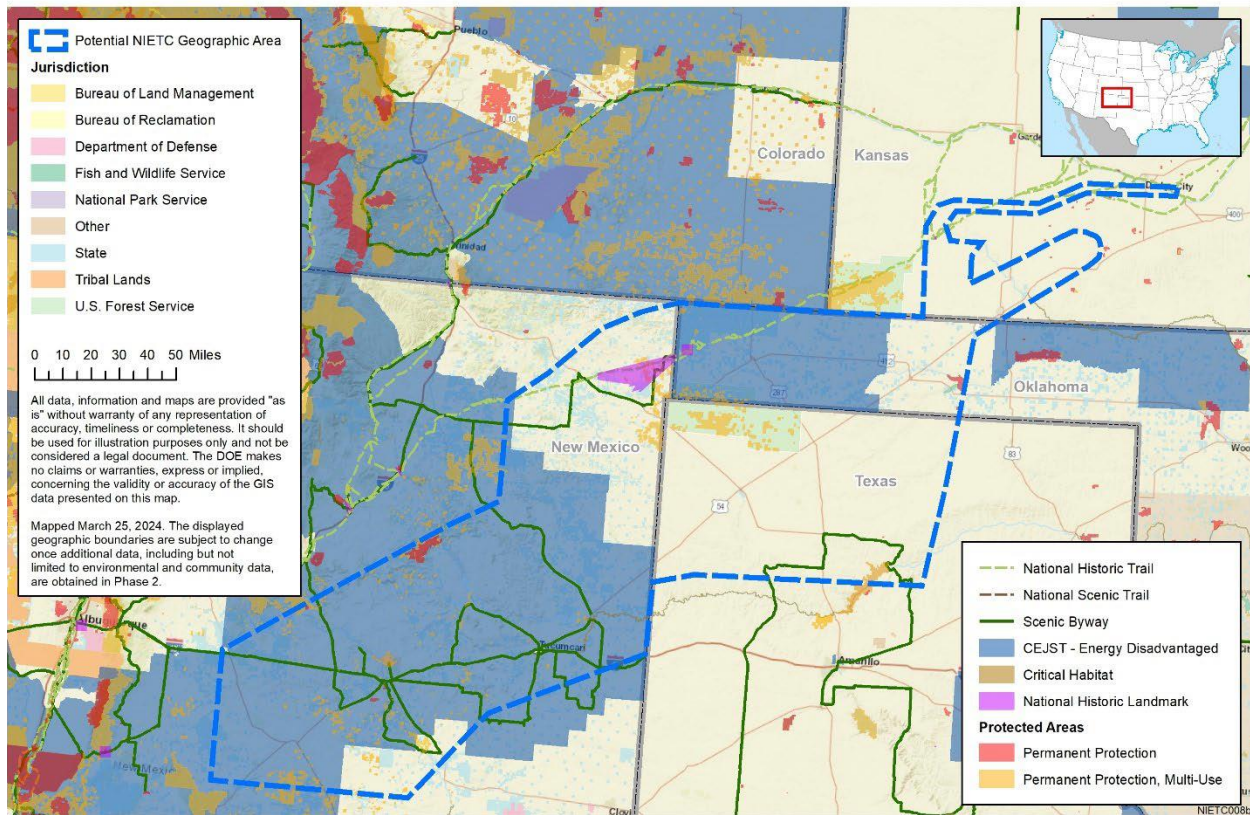 Potential NIETC Geographic Area
Jurisdiction
Bureau of Land Management
Bureau of Reclamation
Department of Defense
Fish and Wildlife Service
National Park Service
Other
State
Tribal Lands
U.S. Forest Service
0 10 20 30 40 50 Miles
All data, information and maps are provided "as
is" without warranty of any representation of
accuracy, timeliness or completeness. It should
be used for illustration purposes only and not be
considered a legal document. The DOE makes
no claims or warranties, express or implied,
concerning the validity or accuracy of the GIS
data presented on this map.
Mapped March 25, 2024. The displayed
geographic boundaries are subject to change
once additional data, including but not
limited to environmental and community data,
are obtained in Phase 2.
Pueblo
Colorado
Kansas
400
Trinidad
Oklahoma
New Mexico
Texas
287
83
54
Albuquerque
Tucumcari
Amarillo
New Mexic
Clovi
National Historic Trail
National Scenic Trail
Scenic Byway
CEJST - Energy Disadvantaged
Critical Habitat
National Historic Landmark
Protected Areas
Permanent Protection
Permanent Protection, Multi-Use
NIETC008b